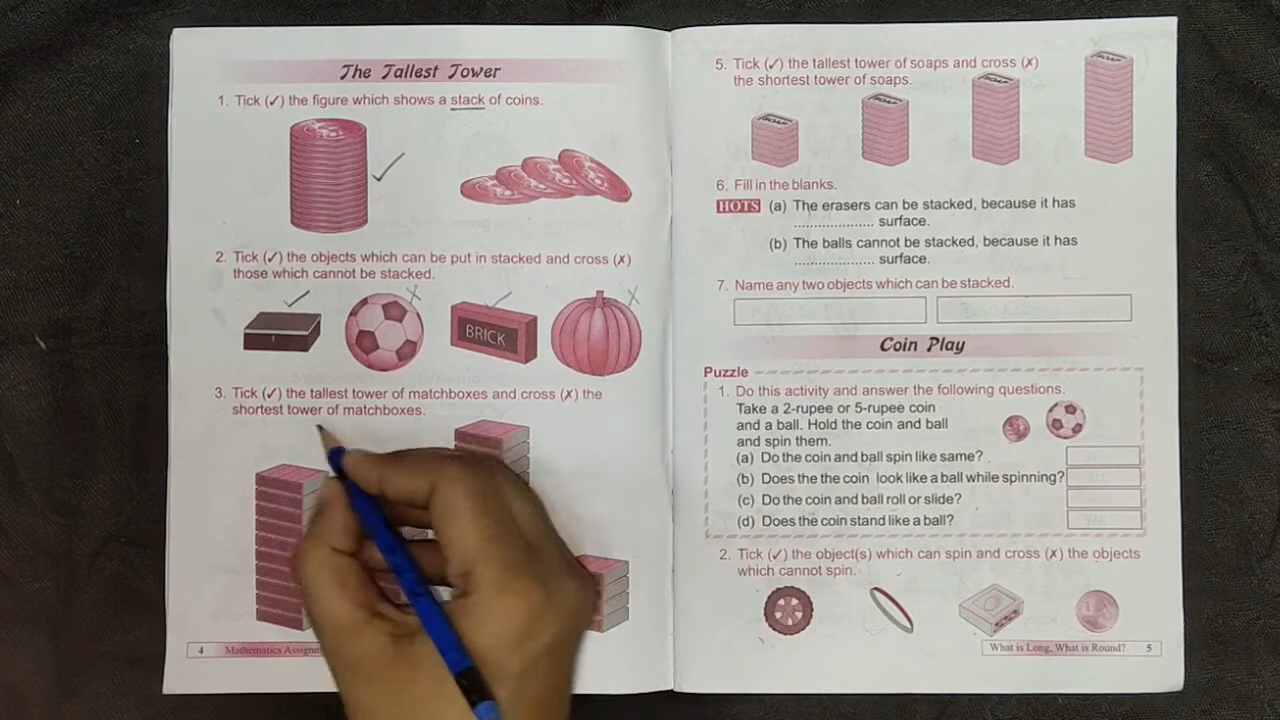 The Tallest Tower
1. Tick (✓) the figure which shows a stack of coins.
2. Tick (✓) the objects which can be put in stacked and cross (✗)
those which cannot be stacked.
BRICK
3. Tick (✓) the tallest tower of matchboxes and cross (✗) the
shortest tower of matchboxes.
4 Mathematics
5. Tick (✓) the tallest tower of soaps and cross (✗)
the shortest tower of soaps.
SOAP SOAP SOAP SOAP
6. Fill in the blanks.
HOTS (a) The erasers can be stacked, because it has
.................... surface.
(b) The balls cannot be stacked, because it has
.................... surface.
7. Name any two objects which can be stacked.
Coin Play
Puzzle
1. Do this activity and answer the following questions.
Take a 2-rupee or 5-rupee coin
and a ball. Hold the coin and ball
and spin them.
(a) Do the coin and ball spin like same?
(b) Does the the coin look like a ball while spinning?
(c) Do the coin and ball roll or slide?
(d) Does the coin stand like a ball?
2. Tick (✓) the object(s) which can spin and cross (✗) the objects
which cannot spin.
1
What is Long, What is Round? 5